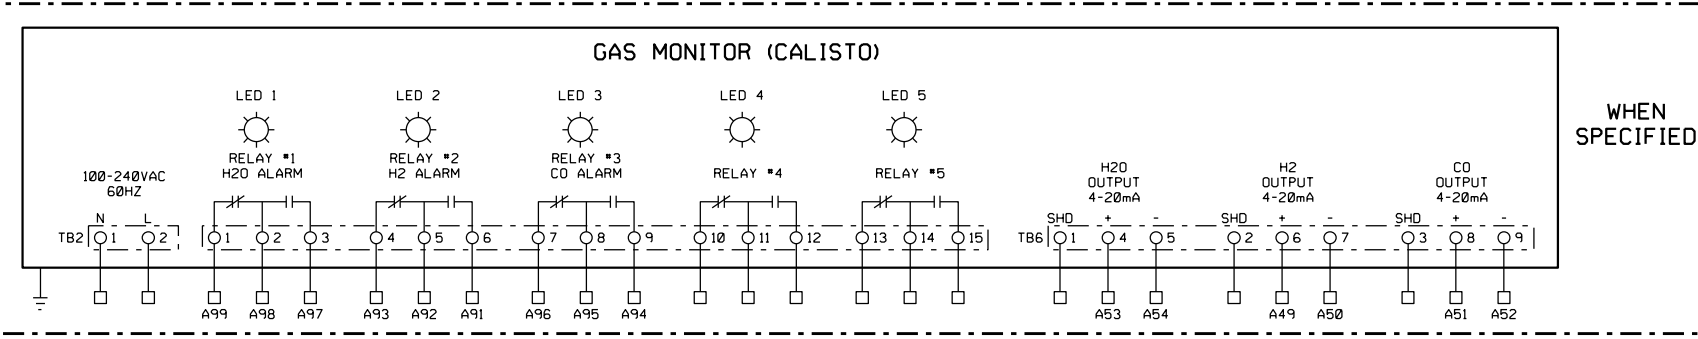 GAS MONITOR (CALISTO)
WHEN
SPECIFIED
LED 1 LED 2 LED 3 LED 4 LED 5
RELAY #1
H2O ALARM
RELAY #2
H2 ALARM
RELAY #3
CO ALARM
RELAY #4
RELAY #5
100-240VAC
60HZ
H2O
OUTPUT
4-20mA
H2
OUTPUT
4-20mA
CO
OUTPUT
4-20mA
N L
SHD + - SHD + - SHD + -
TB2 1 2 1 2 3 4 5 6 7 8 9 10 11 12 13 14 15 TB6 1 4 5 2 6 7 3 8 9
A99 A98 A97 A93 A92 A91 A96 A95 A94 A53 A54 A49 A50 A51 A52